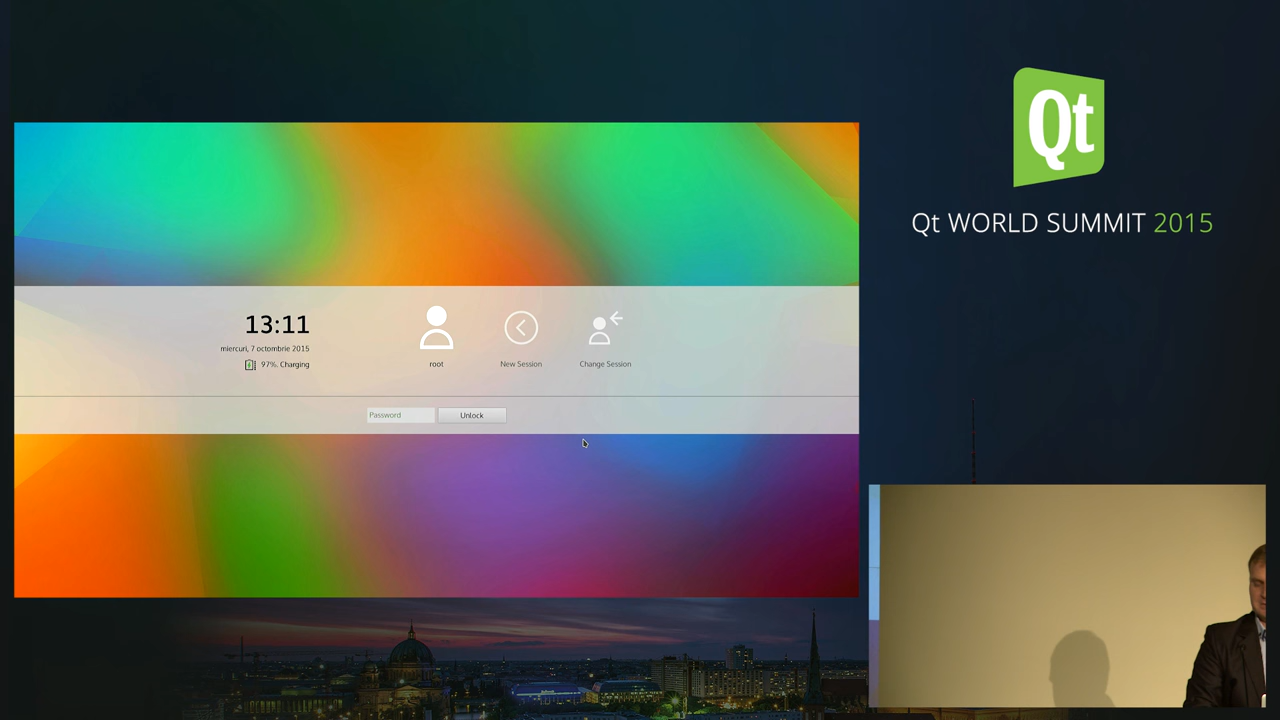 Qt
Qt WORLD SUMMIT 2015
13:11
miercuri, 7 octombrie 2015
97%. Charging
root
New Session
Change Session
Password
Unlock